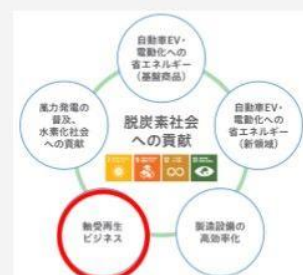 自動車EV・
電動化への
省エネルギー
(基盤商品)
風力発電の
普及、
水素化社会
への貢献
脱炭素社会
への貢献
自動車EV・
電動化への
省エネルギー
(新領域)
軸受再生
ビジネス
製造設備の
高効率化